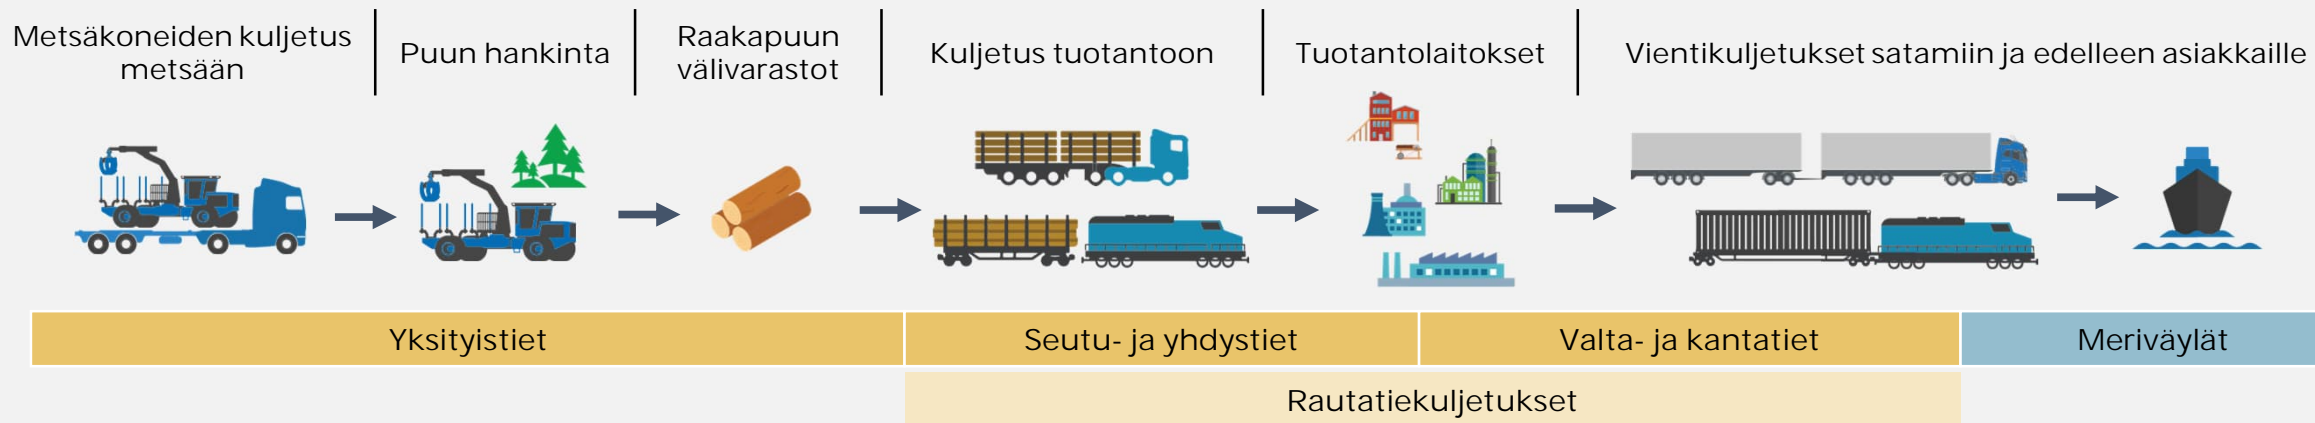 Metsäkoneiden kuljetus
metsään
Puun hankinta
Raakapuun
välivarastot
Kuljetus tuotantoon
Tuotantolaitokset
Vientikuljetukset satamiin ja edelleen asiakkaille
Yksityistiet
Seutu- ja yhdystiet
Valta- ja kantatiet
Meriväylät
Rautatiekuljetukset